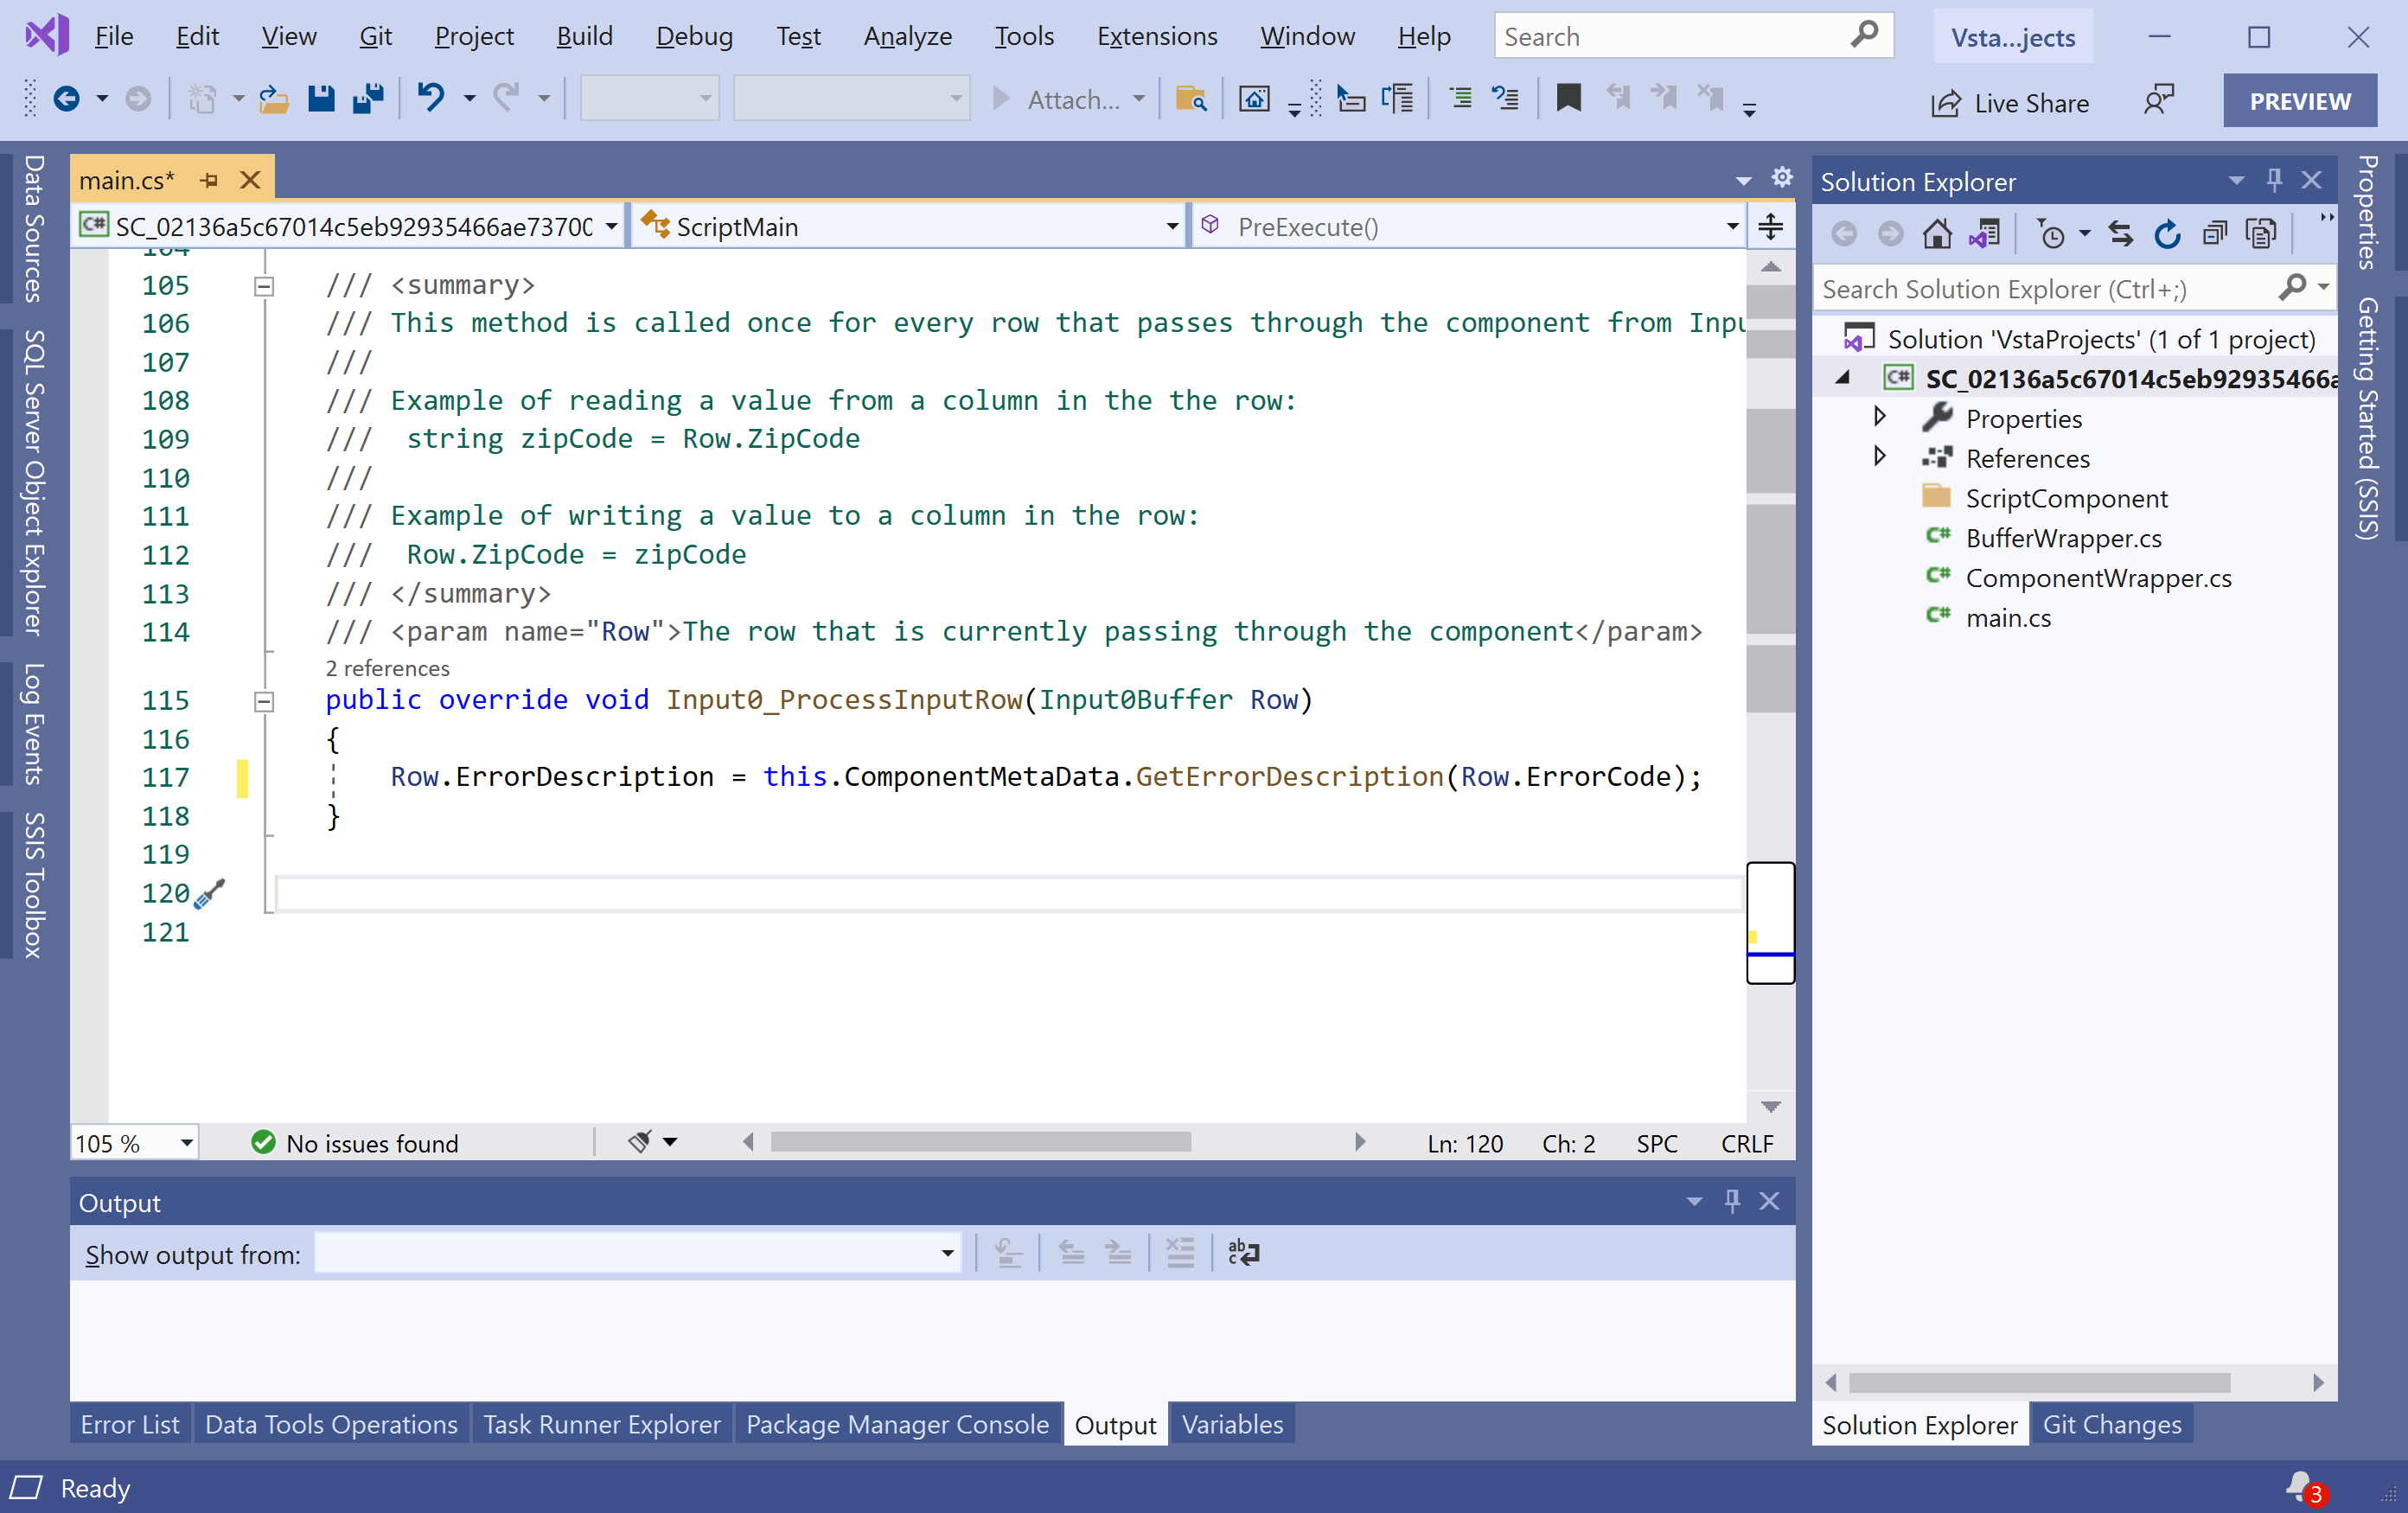 File Edit View Git Project Build Debug Test Analyze Tools Extensions Window Help Search Vsta...jects
Attach... Live Share PREVIEW
Data Sources
SQL Server Object Explorer
Log Events
SSIS Toolbox
main.cs*
SC_02136a5c67014c5eb92935466ae7370 ScriptMain PreExecute()
104
105 /// <summary>
106 /// This method is called once for every row that passes through the component from Inpu
107 ///
108 /// Example of reading a value from a column in the the row:
109 /// string zipCode = Row.ZipCode
110 ///
111 /// Example of writing a value to a column in the row:
112 /// Row.ZipCode = zipCode
113 /// </summary>
114 /// <param name="Row">The row that is currently passing through the component</param>
2 references
115 public override void Input0_ProcessInputRow(Input0Buffer Row)
116 {
117 Row.ErrorDescription = this.ComponentMetaData.GetErrorDescription(Row.ErrorCode);
118 }
119
120
121
105 % No issues found Ln: 120 Ch: 2 SPC CRLF
Output
Show output from:
abc
Error List Data Tools Operations Task Runner Explorer Package Manager Console Output Variables
Solution Explorer
Search Solution Explorer (Ctrl+;)
Solution 'VstaProjects' (1 of 1 project)
C# SC_02136a5c67014c5eb92935466a
Properties
References
ScriptComponent
C# BufferWrapper.cs
C# ComponentWrapper.cs
C# main.cs
Solution Explorer Git Changes
Properties
Getting Started (SSIS)
Ready 3